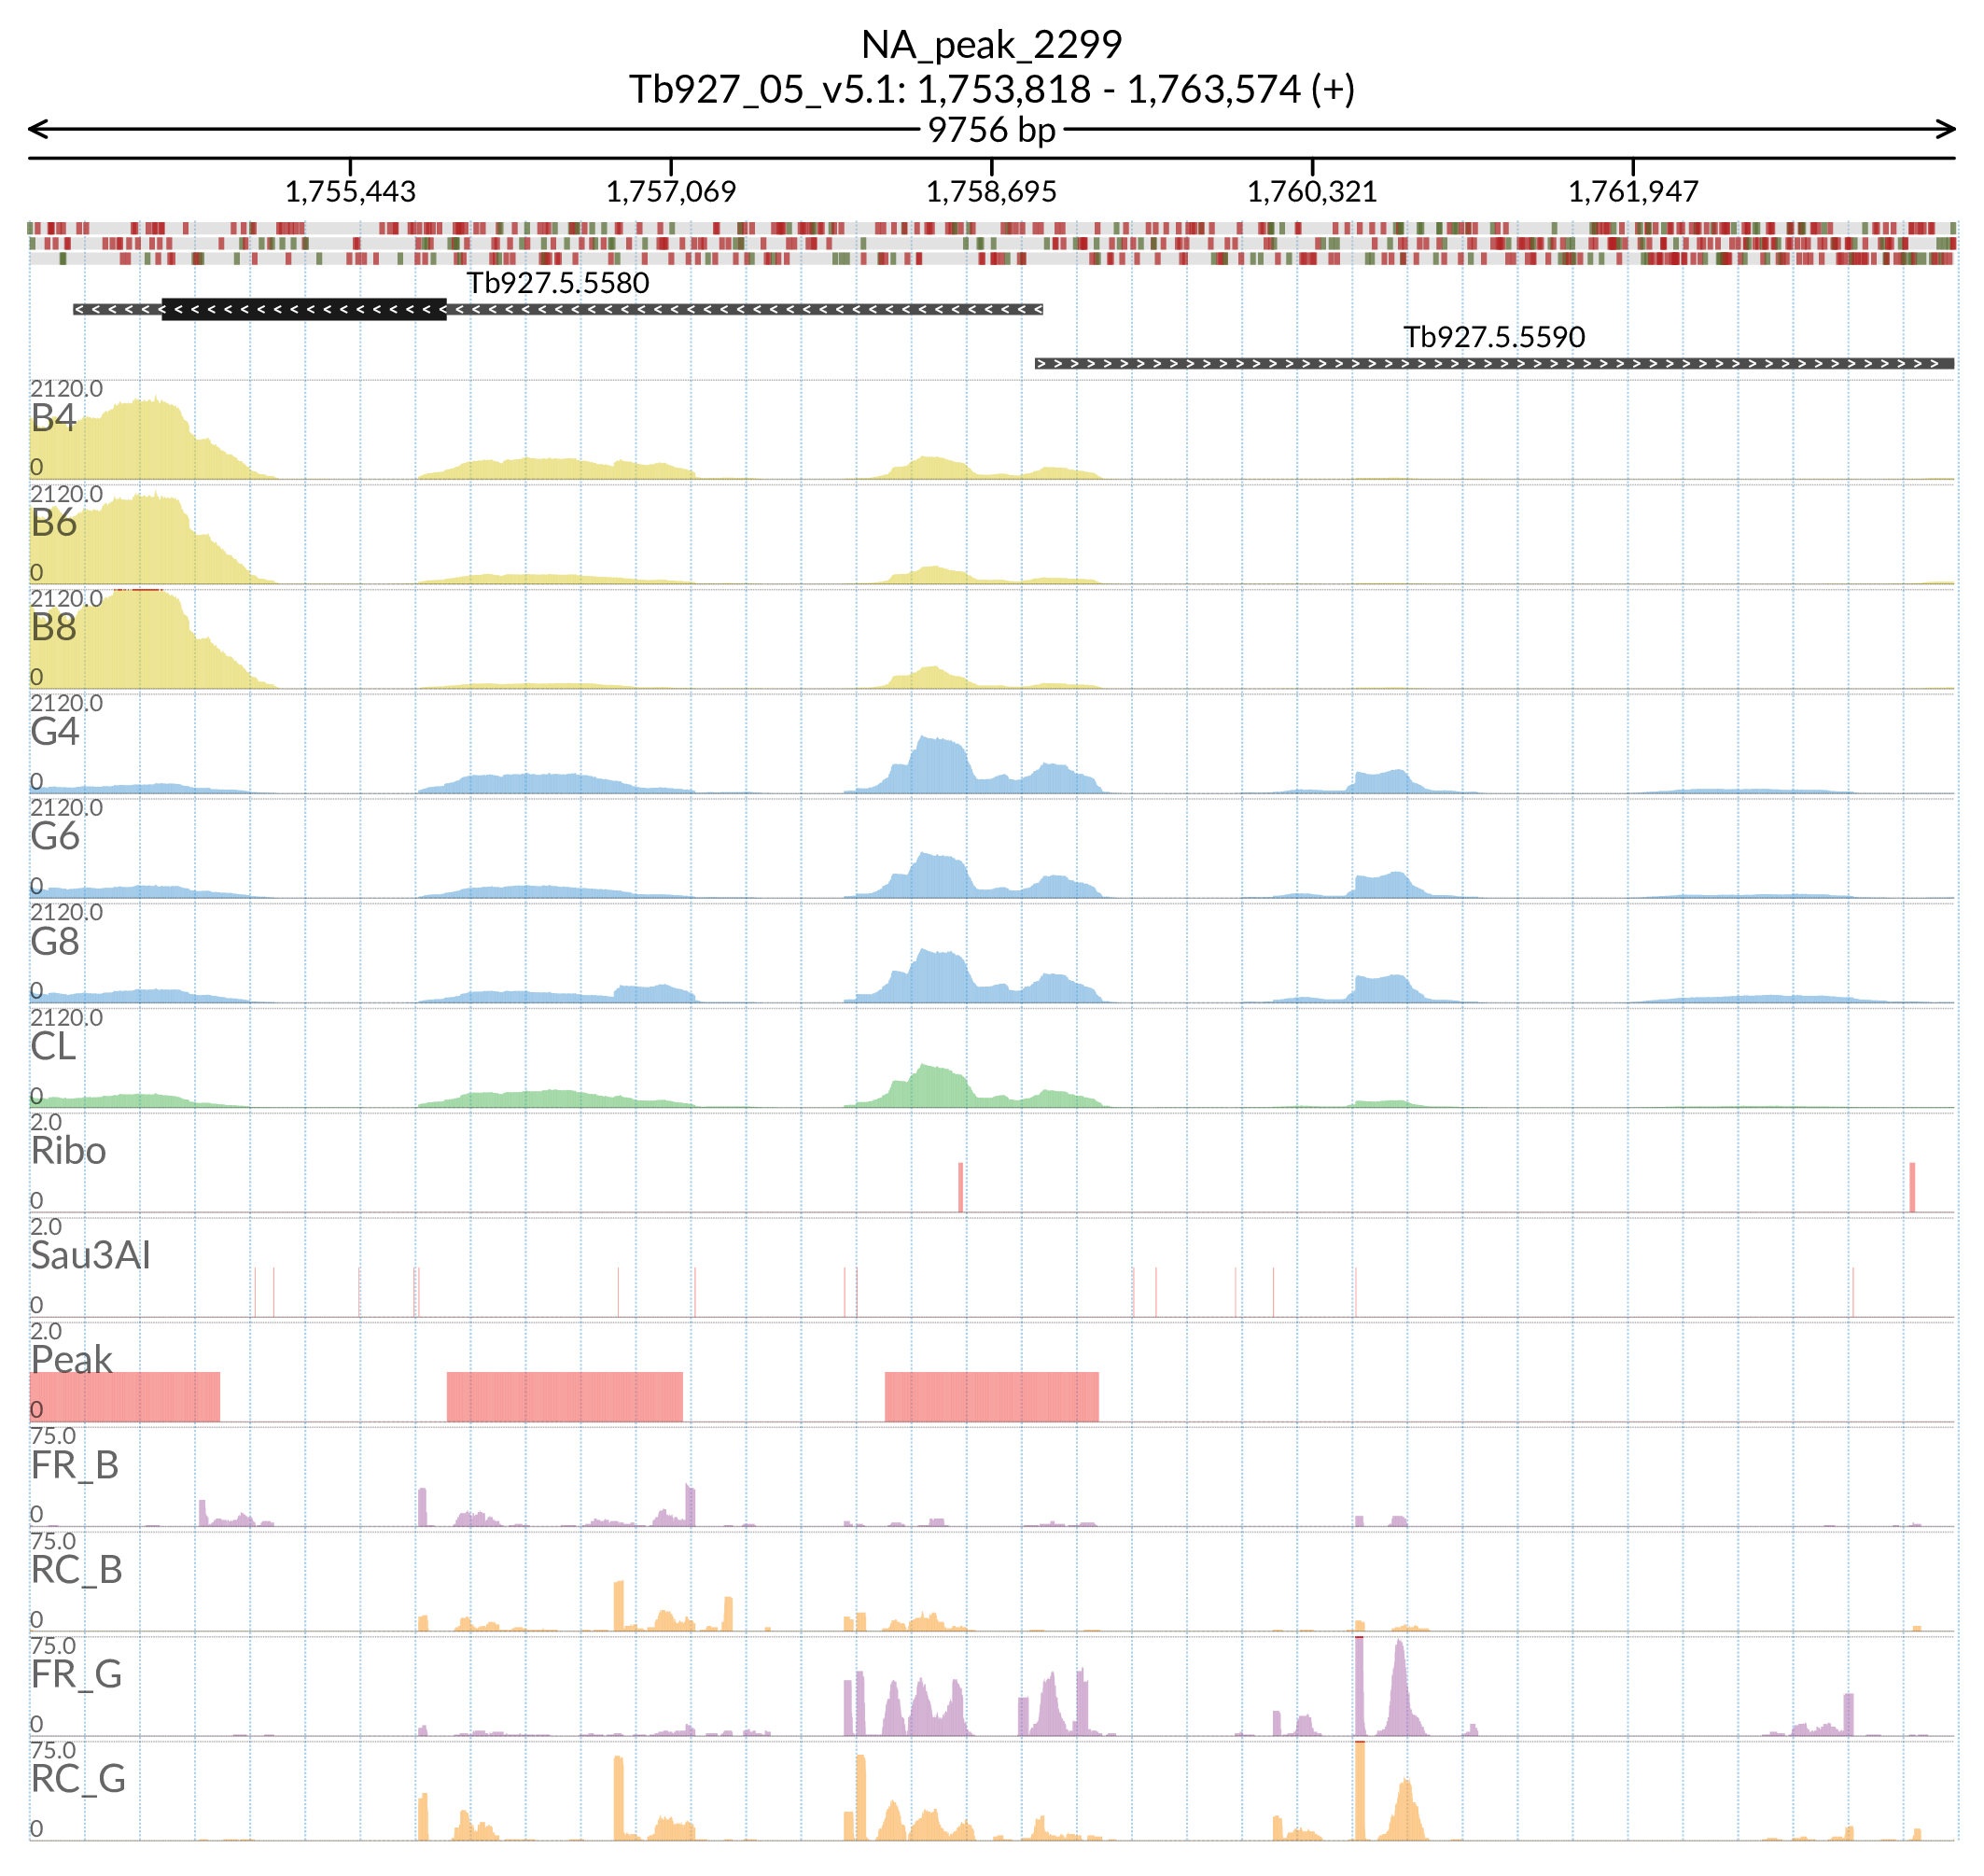 NA_peak_2299
Tb927_05_v5.1: 1,753,818 - 1,763,574 (+)
9756 bp
1,755,443 1,757,069 1,758,695 1,760,321 1,761,947
Tb927.5.5580
Tb927.5.5590
2120.0
B4
0
2120.0
B6
0
2120.0
B8
0
2120.0
G4
0
2120.0
G6
0
2120.0
G8
0
2120.0
CL
0
2.0
Ribo
0
2.0
Sau3AI
0
2.0
Peak
0
75.0
FR_B
0
75.0
RC_B
0
75.0
FR_G
0
75.0
RC_G
0